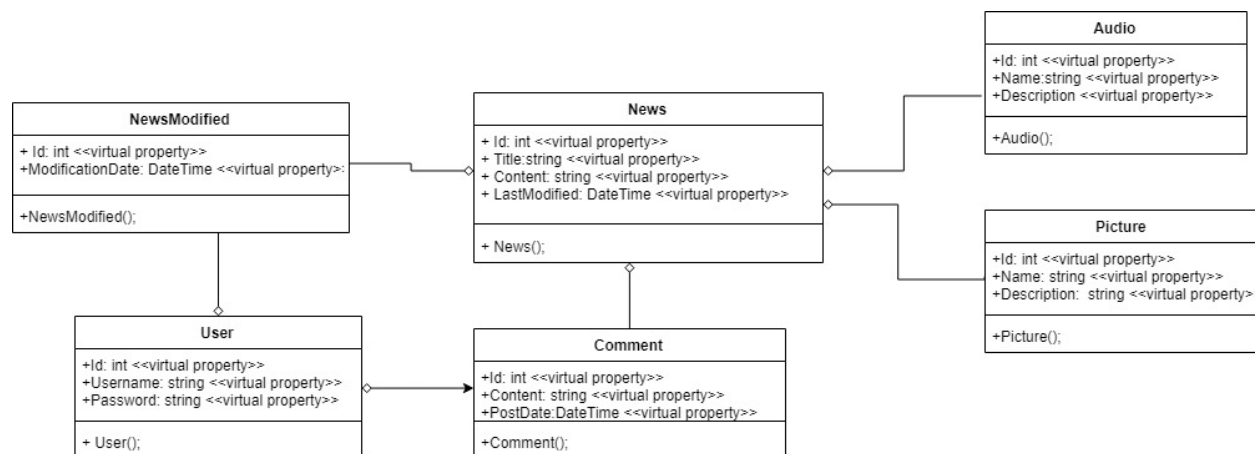 NewsModified
+ Id: int <<virtual property>>
+ModificationDate: DateTime <<virtual property>:
+NewsModified();
News
+ Id: int <<virtual property>>
+ Title:string <<virtual property>>
+ Content: string <<virtual property>>
+ LastModified: DateTime <<virtual property>>
+ News();
Audio
+Id: int <<virtual property>>
+Name:string <<virtual property>>
+Description <<virtual property>>
+Audio();
Picture
+Id: int <<virtual property>>
+Name: string <<virtual property>>
+Description:  string <<virtual property>
+Picture();
User
+Id: int <<virtual property>>
+Username: string <<virtual property>>
+Password: string <<virtual property>>
+ User();
Comment
+Id: int <<virtual property>>
+Content: string <<virtual property>>
+PostDate:DateTime <<virtual property>>
+Comment();